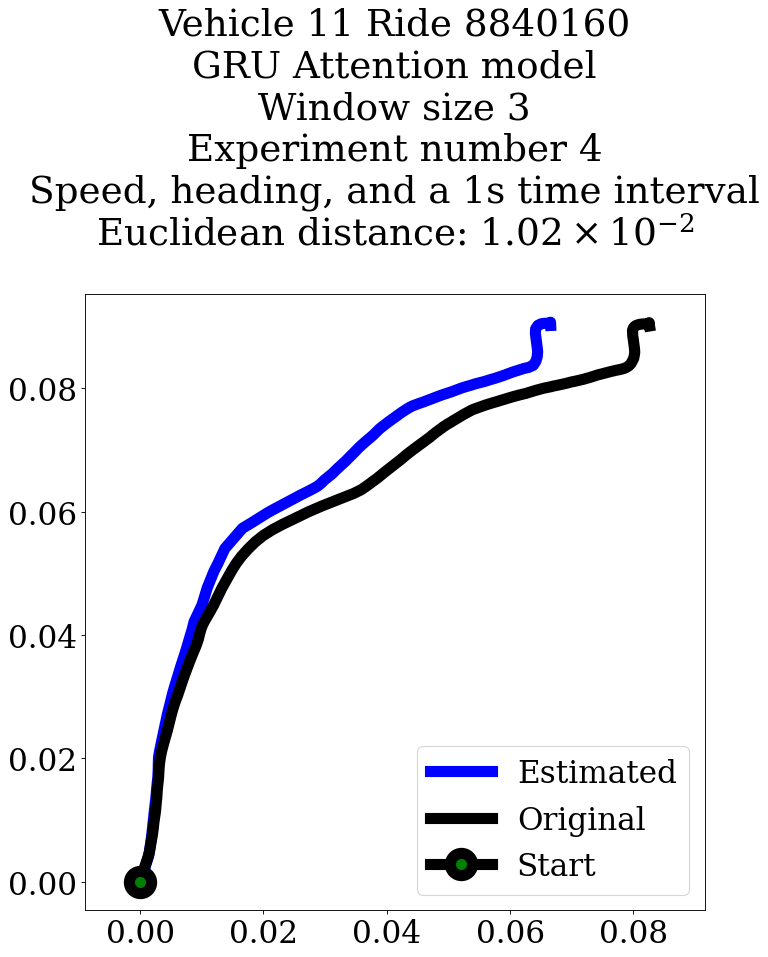 Vehicle 11 Ride 8840160
GRU Attention model
Window size 3
Experiment number 4
Speed, heading, and a 1s time interval
Euclidean distance: 1.02 × 10⁻²
0.08
0.06
0.04
0.02
0.00
Estimated
Original
Start
0.00 0.02 0.04 0.06 0.08